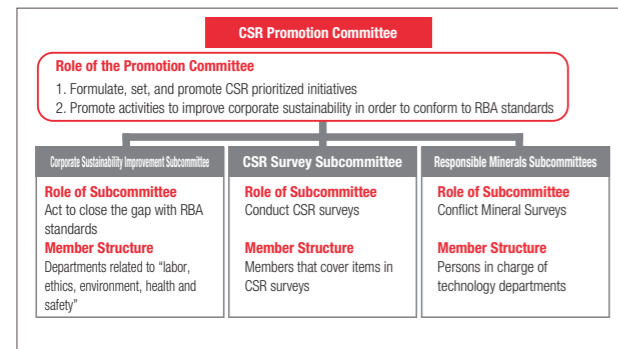 CSR Promotion Committee
Role of the Promotion Committee
1. Formulate, set, and promote CSR prioritized initiatives
2. Promote activities to improve corporate sustainability in order to conform to RBA standards
Corporate Sustainability Improvement Subcommittee
Role of Subcommittee
Act to close the gap with RBA
standards
Member Structure
Departments related to “labor,
ethics, environment, health and
safety”
CSR Survey Subcommittee
Role of Subcommittee
Conduct CSR surveys
Member Structure
Members that cover items in
CSR surveys
Responsible Minerals Subcommittees
Role of Subcommittee
Conflict Mineral Surveys
Member Structure
Persons in charge of
technology departments